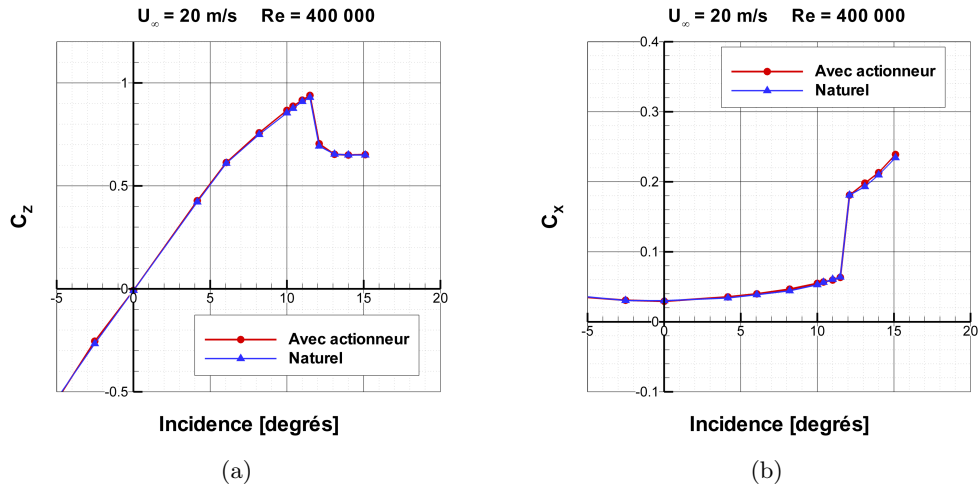 U∞ = 20 m/s Re = 400 000
1
0.5
0
-0.5
-5
0
5
10
15
20
Cz
Avec actionneur
Naturel
Incidence [degrés]
(a)
U∞ = 20 m/s Re = 400 000
0.4
0.3
0.2
0.1
0
-0.1
-5
0
5
10
15
20
Cx
Avec actionneur
Naturel
Incidence [degrés]
(b)